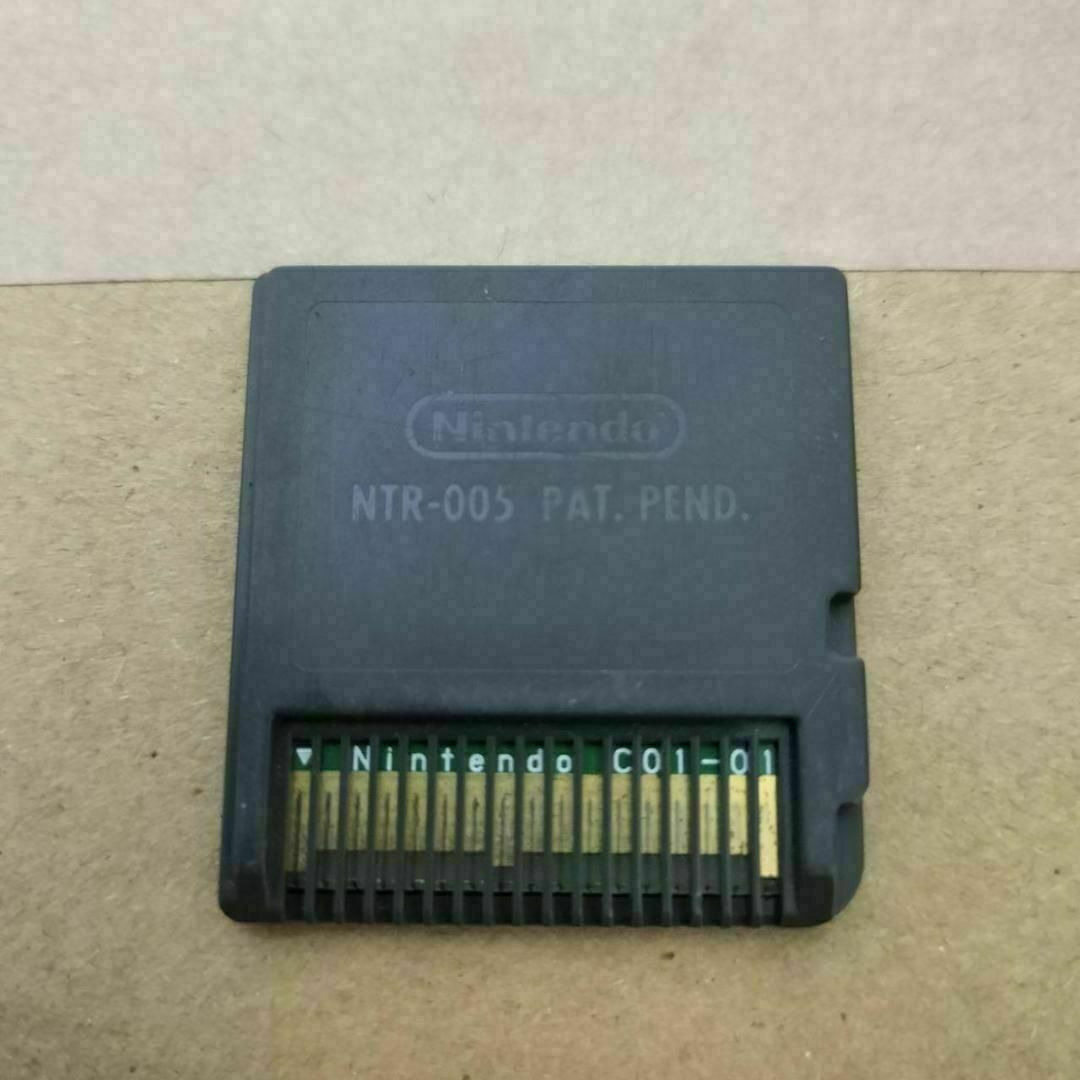 Nintendo
NTR-005 PAT. PEND.
▼ Nintendo C01-01